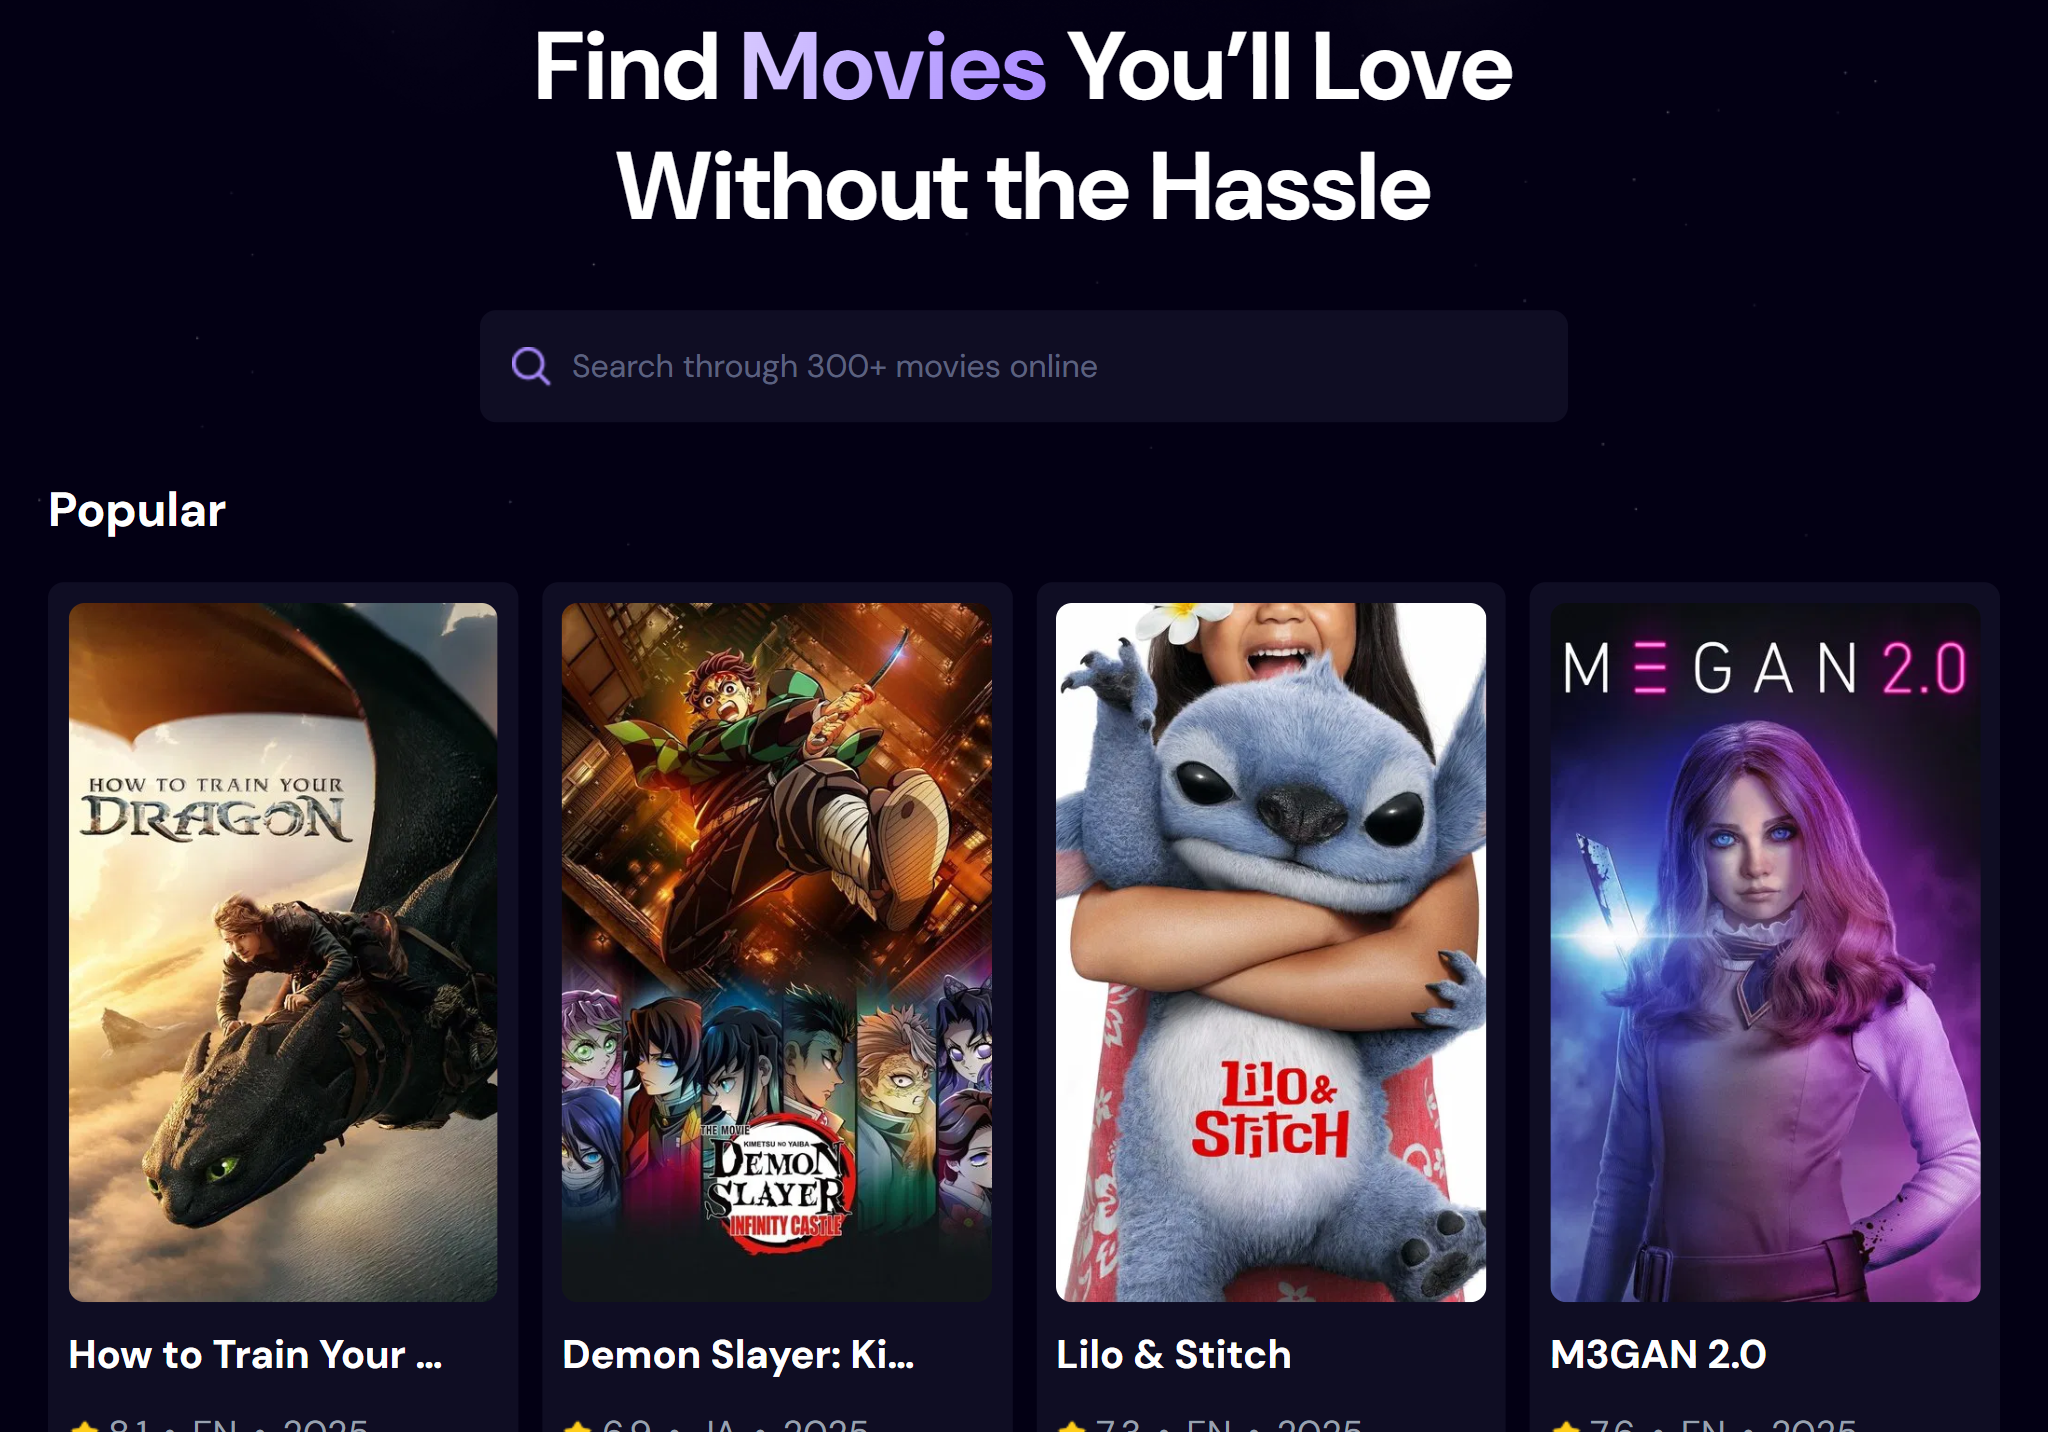 Find Movies You’ll Love
Without the Hassle
Search through 300+ movies online
Popular
HOW TO TRAIN YOUR
DRAGON
THE MOVIE
KIMETSU NO YAIBA
DEMON
SLAYER
INFINITY CASTLE
Lilo &
Stitch
M Ξ G A N 2.0
How to Train Your ...
Demon Slayer: Ki...
Lilo & Stitch
M3GAN 2.0
8.1 • EN • 2025
6.9 • JA • 2025
7.3 • EN • 2025
7.6 • EN • 2025